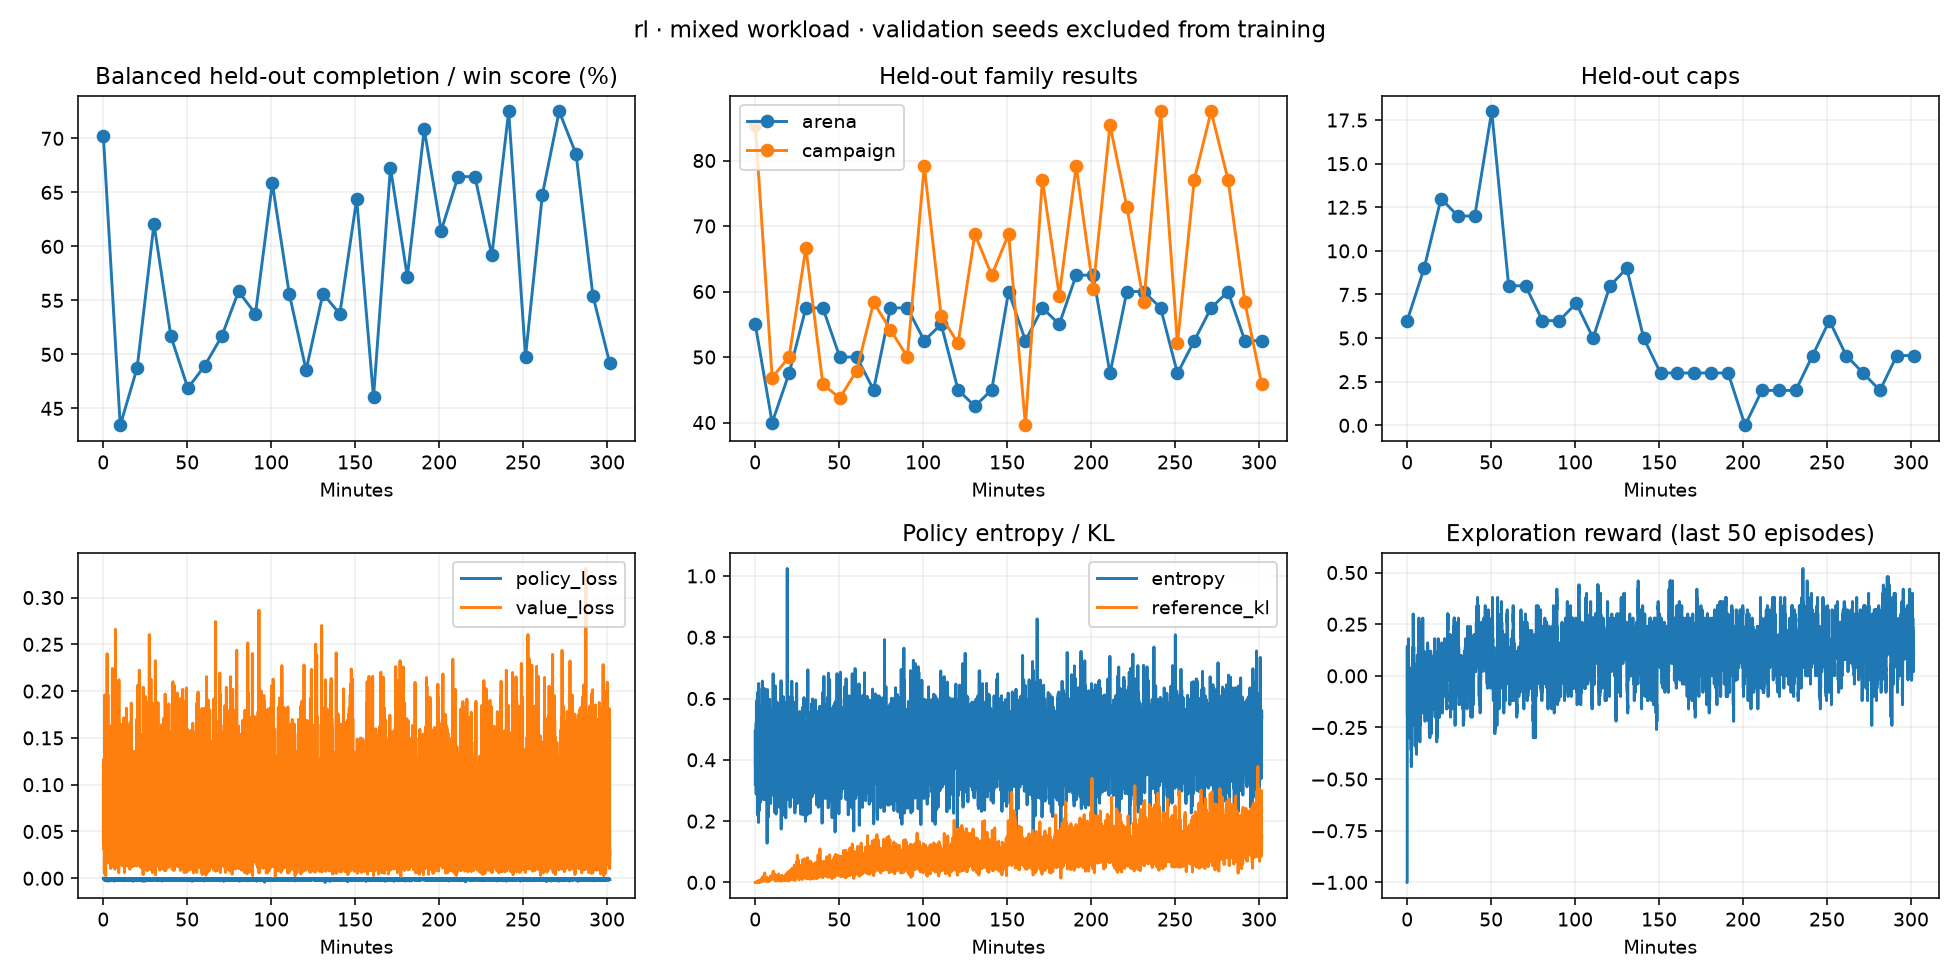 rl · mixed workload · validation seeds excluded from training
Balanced held-out completion / win score (%)
70
65
60
55
50
45
0 50 100 150 200 250 300
Minutes
Held-out family results
arena
campaign
80
70
60
50
40
0 50 100 150 200 250 300
Minutes
Held-out caps
17.5
15.0
12.5
10.0
7.5
5.0
2.5
0.0
0 50 100 150 200 250 300
Minutes
policy_loss
value_loss
0.30
0.25
0.20
0.15
0.10
0.05
0.00
0 50 100 150 200 250 300
Minutes
Policy entropy / KL
entropy
reference_kl
1.0
0.8
0.6
0.4
0.2
0.0
0 50 100 150 200 250 300
Minutes
Exploration reward (last 50 episodes)
0.50
0.25
0.00
−0.25
−0.50
−0.75
−1.00
0 50 100 150 200 250 300
Minutes